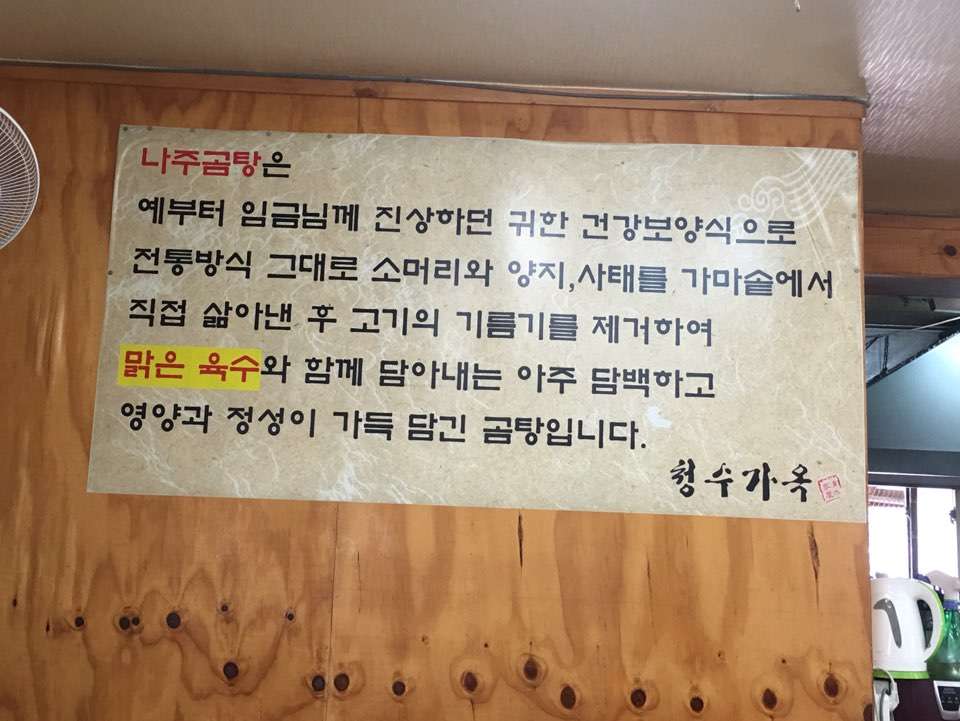 나주곰탕은
예부터 임금님께 진상하던 귀한 건강보양식으로
전통방식 그대로 소머리와 양지,사태를 가마솥에서
직접 삶아낸 후 고기의 기름기를 제거하여
맑은 육수와 함께 담아내는 아주 담백하고
영양과 정성이 가득 담긴 곰탕입니다.
청수가옥